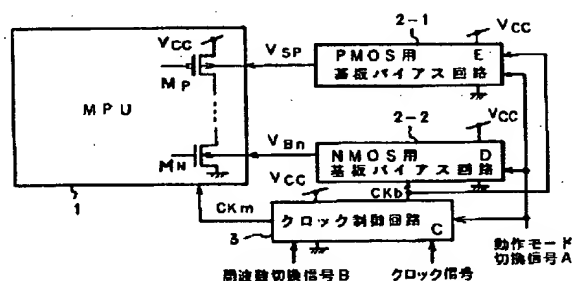 2-1
VCC
VCC
VSP
PMOS用 E
基板バイアス回路
MP
MPU
2-2
VCC
VBn
NMOS用 D
基板バイアス回路
MN
VCC
CKb
1
CKm
クロック制御回路
C
3
動作モード
切換信号A
周波数切換信号B
クロック信号